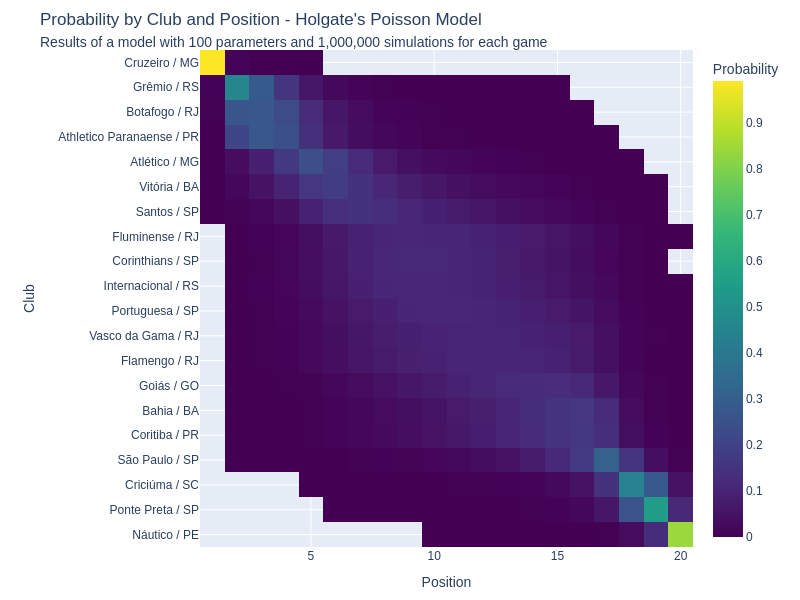 Probability by Club and Position - Holgate's Poisson Model
Results of a model with 100 parameters and 1,000,000 simulations for each game
Probability
Cruzeiro / MG
Grêmio / RS
Botafogo / RJ
Athletico Paranaense / PR
Atlético / MG
Vitória / BA
Santos / SP
Fluminense / RJ
Corinthians / SP
Internacional / RS
Portuguesa / SP
Vasco da Gama / RJ
Flamengo / RJ
Goiás / GO
Bahia / BA
Coritiba / PR
São Paulo / SP
Criciúma / SC
Ponte Preta / SP
Náutico / PE
Club
5
10
15
20
Position
0.9
0.8
0.7
0.6
0.5
0.4
0.3
0.2
0.1
0